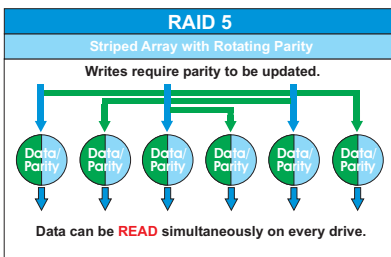 RAID 5
Striped Array with Rotating Parity
Writes require parity to be updated.
Data/ Data/ Data/ Data/ Data/ Data/
Parity Parity Parity Parity Parity Parity
Data can be READ simultaneously on every drive.